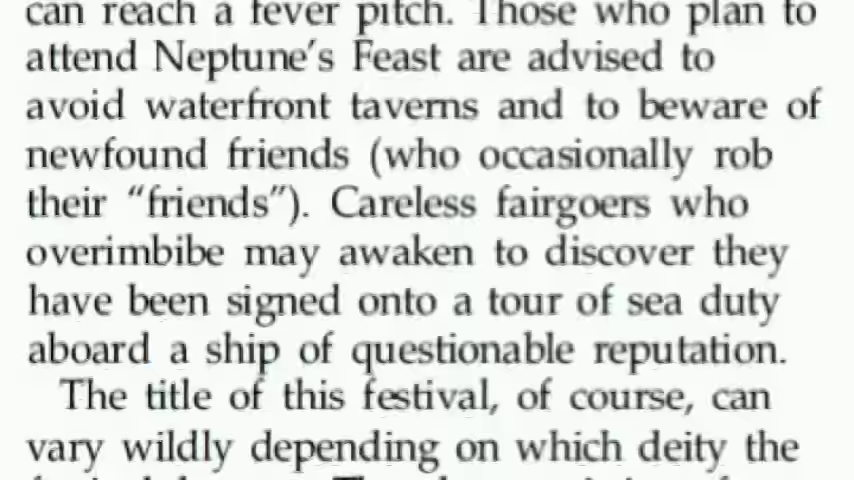 can reach a fever pitch. Those who plan to
attend Neptune's Feast are advised to
avoid waterfront taverns and to beware of
newfound friends (who occasionally rob
their “friends”). Careless fairgoers who
overimbibe may awaken to discover they
have been signed onto a tour of sea duty
aboard a ship of questionable reputation.
The title of this festival, of course, can
vary wildly depending on which deity the